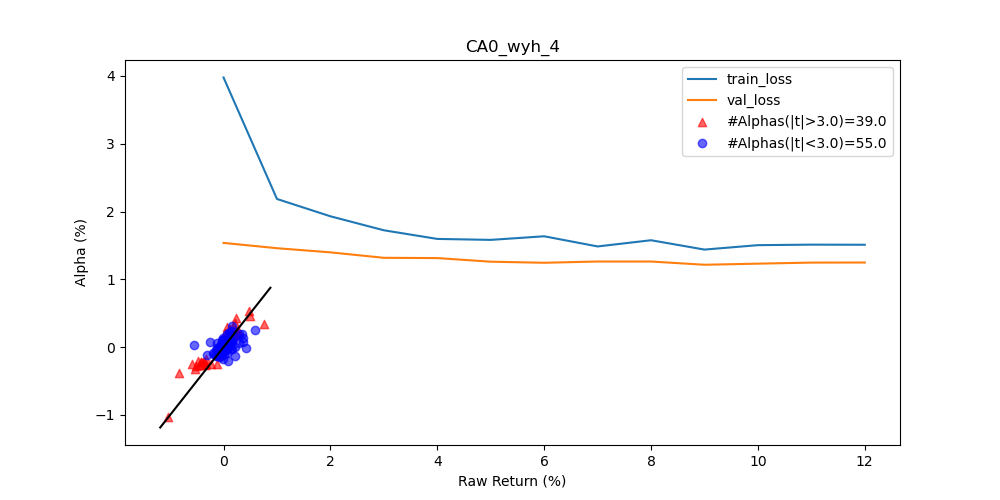 CA0_wyh_4
train_loss
val_loss
#Alphas(|t|>3.0)=39.0
#Alphas(|t|<3.0)=55.0
Alpha (%)
4
3
2
1
0
−1
0 2 4 6 8 10 12
Raw Return (%)